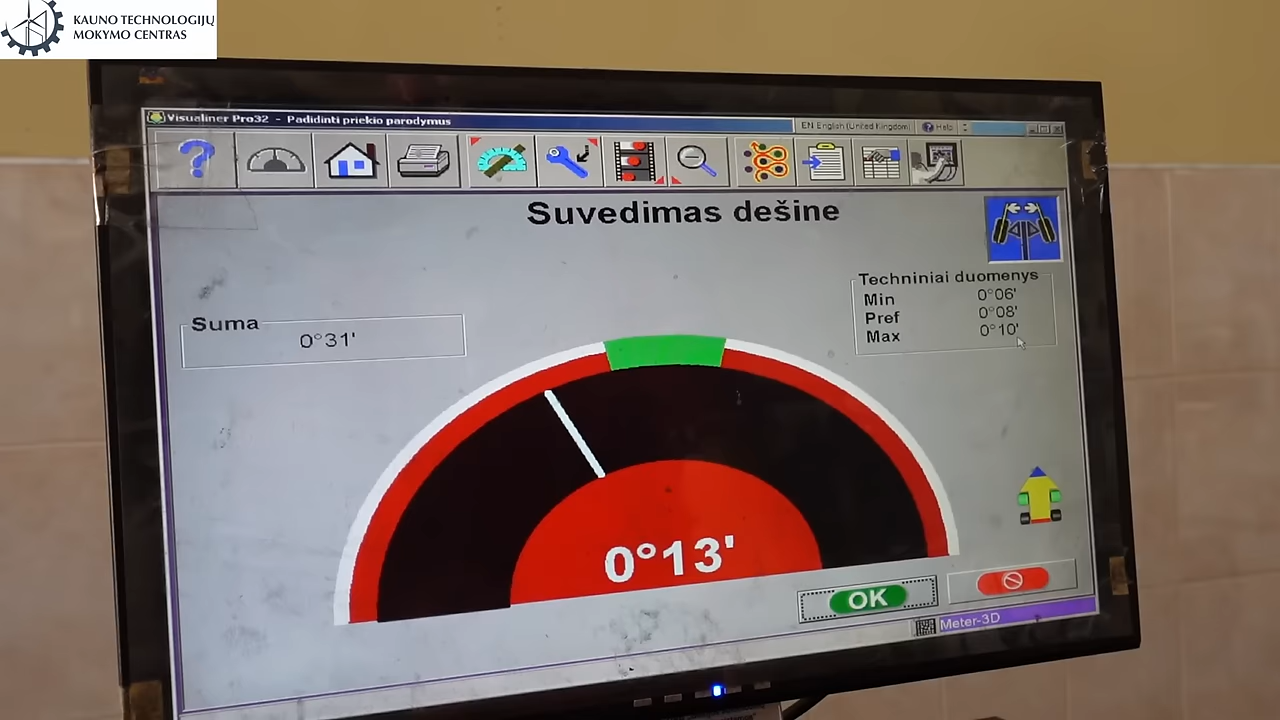 KAUNO TECHNOLOGIJŲ
MOKYMO CENTRAS
Visualiner Pro32 - Padidinti priekio parodymus
EN English (United Kingdom)
Help
Suvedimas dešine
Suma
0°31'
Techniniai duomenys
Min 0°06'
Pref 0°08'
Max 0°10'
0°13'
OK
Meter-3D